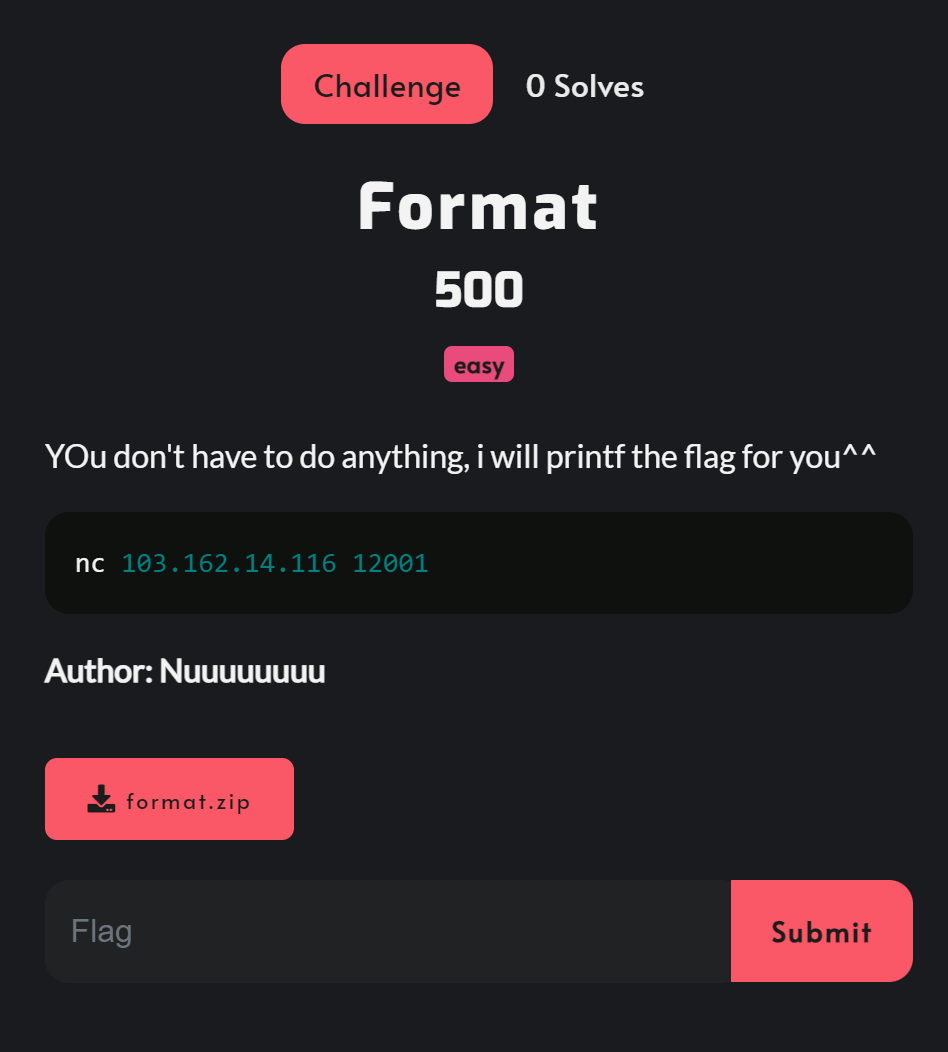 Challenge
0 Solves
Format
500
easy
YOu don't have to do anything, i will printf the flag for you^^
nc 103.162.14.116 12001
Author: Nuuuuuuuu
format.zip
Flag
Submit